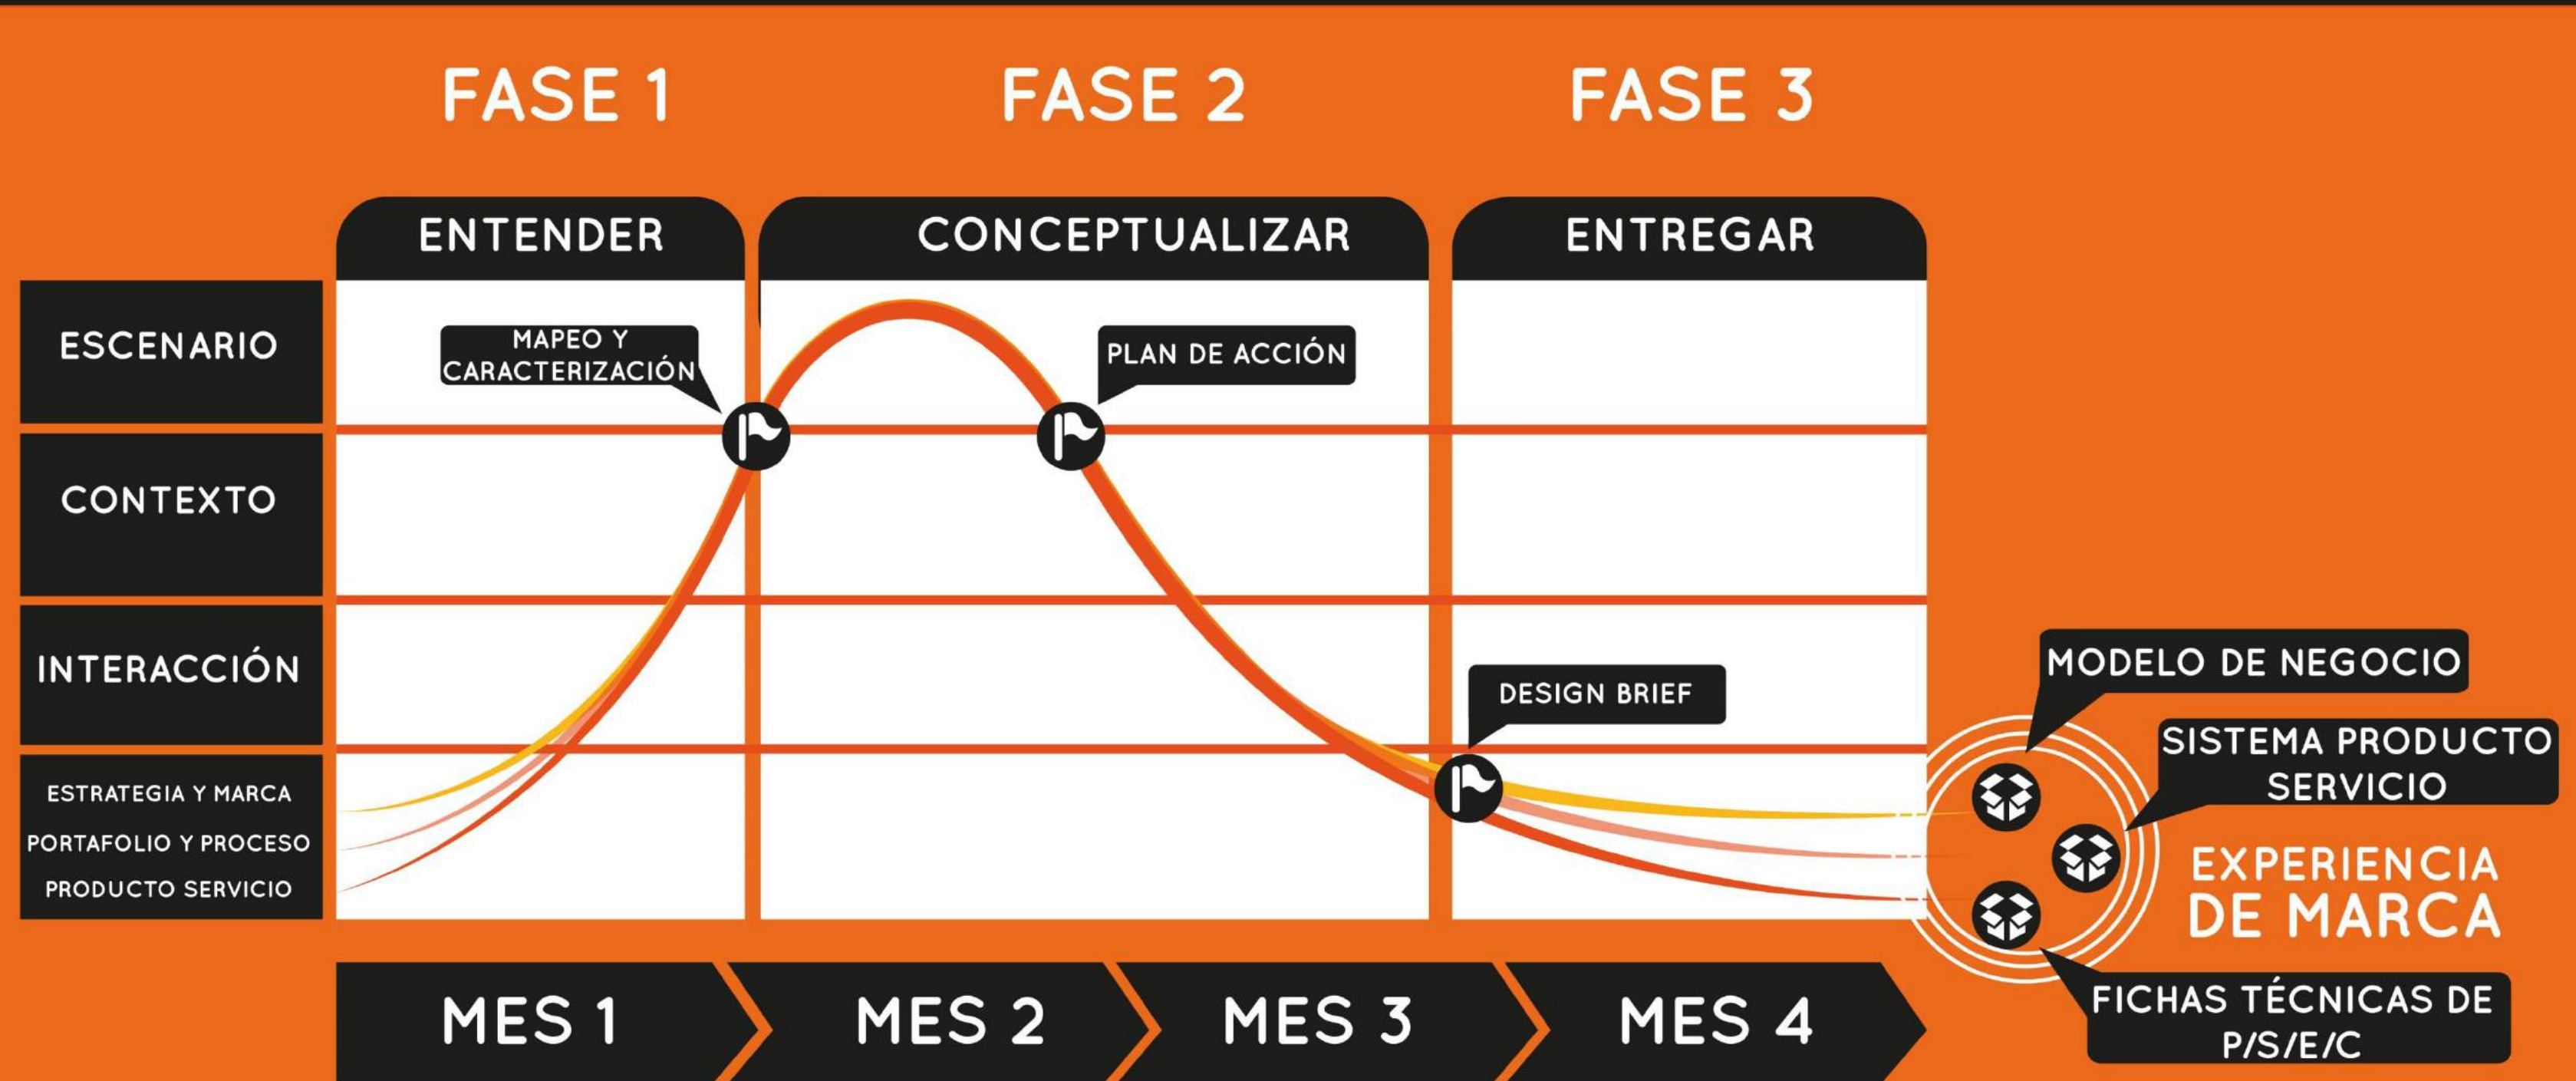 FASE 1
FASE 2
FASE 3
ENTENDER
CONCEPTUALIZAR
ENTREGAR
ESCENARIO
MAPEO Y
CARACTERIZACIÓN
PLAN DE ACCIÓN
CONTEXTO
INTERACCIÓN
DESIGN BRIEF
ESTRATEGIA Y MARCA
PORTAFOLIO Y PROCESO
PRODUCTO SERVICIO
MODELO DE NEGOCIO
SISTEMA PRODUCTO
SERVICIO
EXPERIENCIA
DE MARCA
FICHAS TÉCNICAS DE
P/S/E/C
MES 1
MES 2
MES 3
MES 4